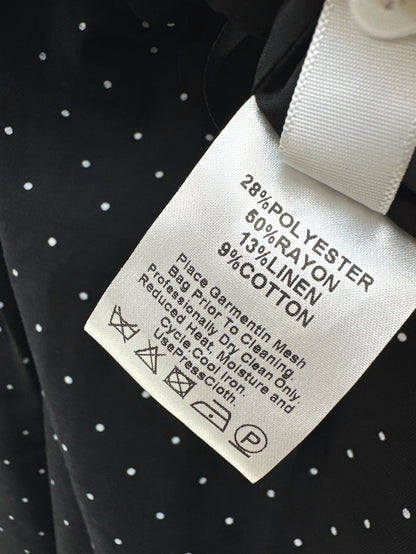 28%POLYESTER
50%RAYON
13%LINEN
9%COTTON
Place GarmentIn Mesh
Bag Prior To Cleaning
Professionally Dry Clean Only.
Reduced Heat, Moisture and
Cycle Cool Iron.
UsePressCloth.
P